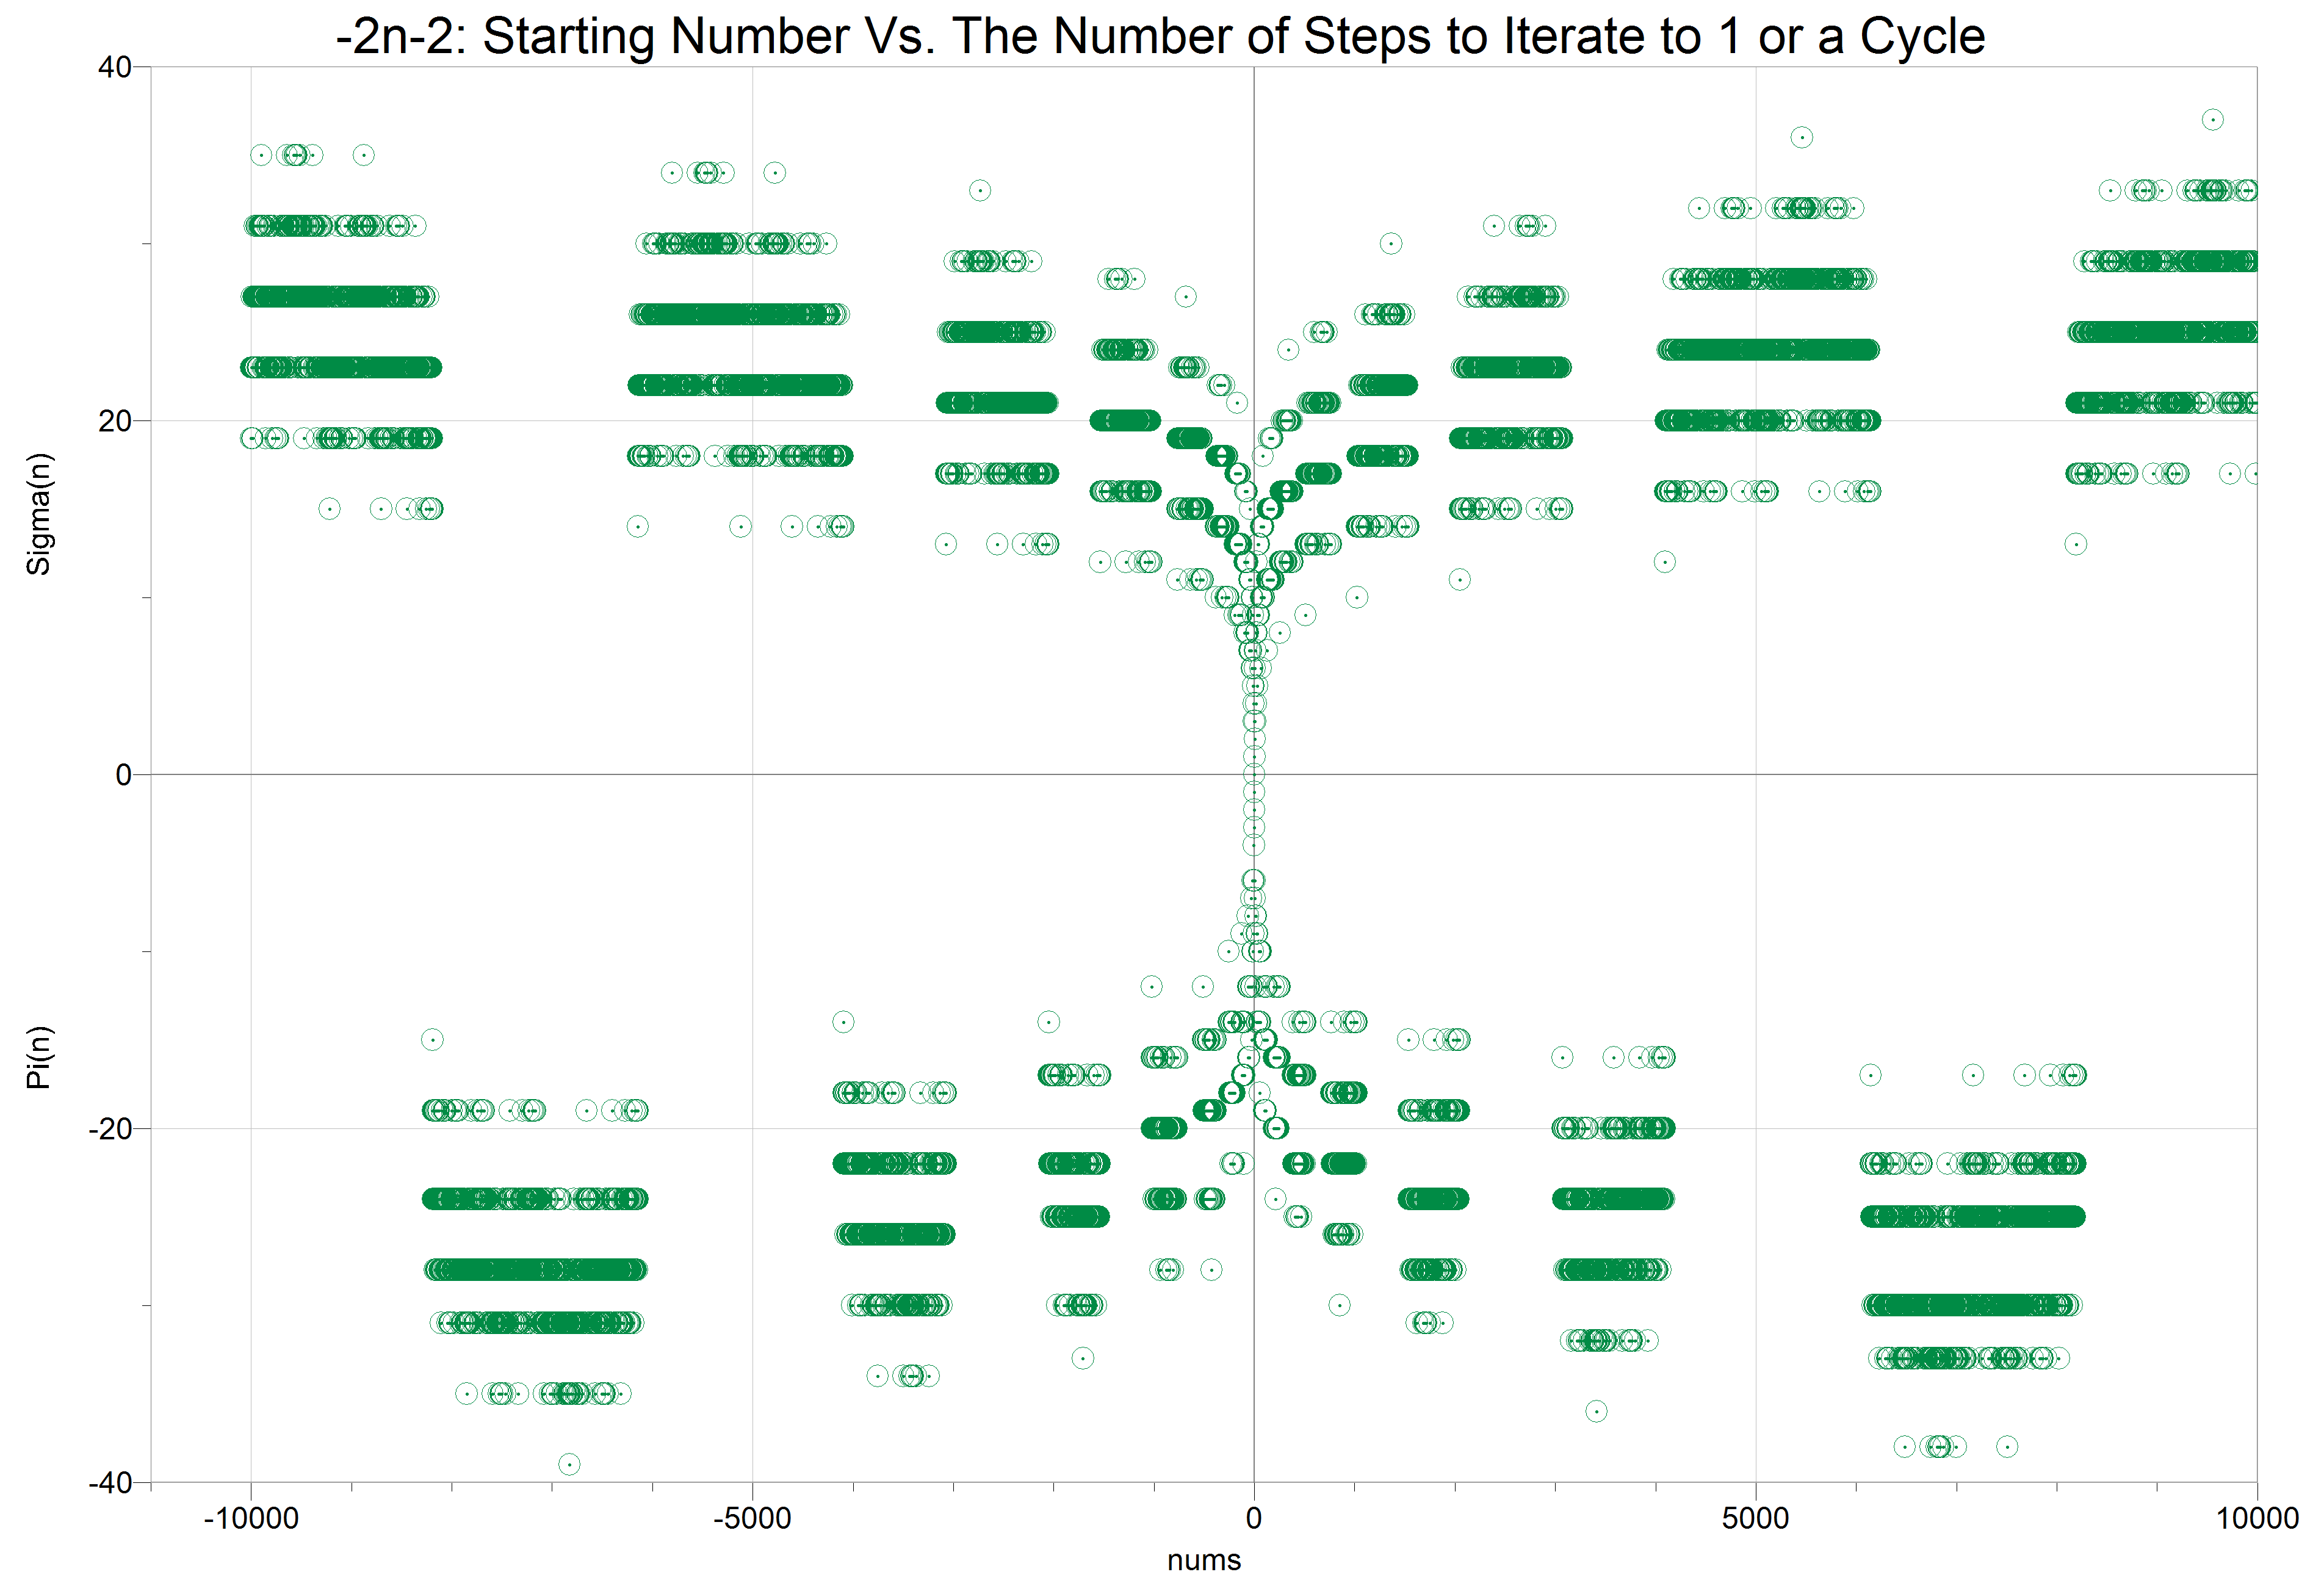 -2n-2: Starting Number Vs. The Number of Steps to Iterate to 1 or a Cycle
40
20
Sigma(n)
0
Pi(n)
-20
-40
-10000 -5000 0 5000 10000
nums